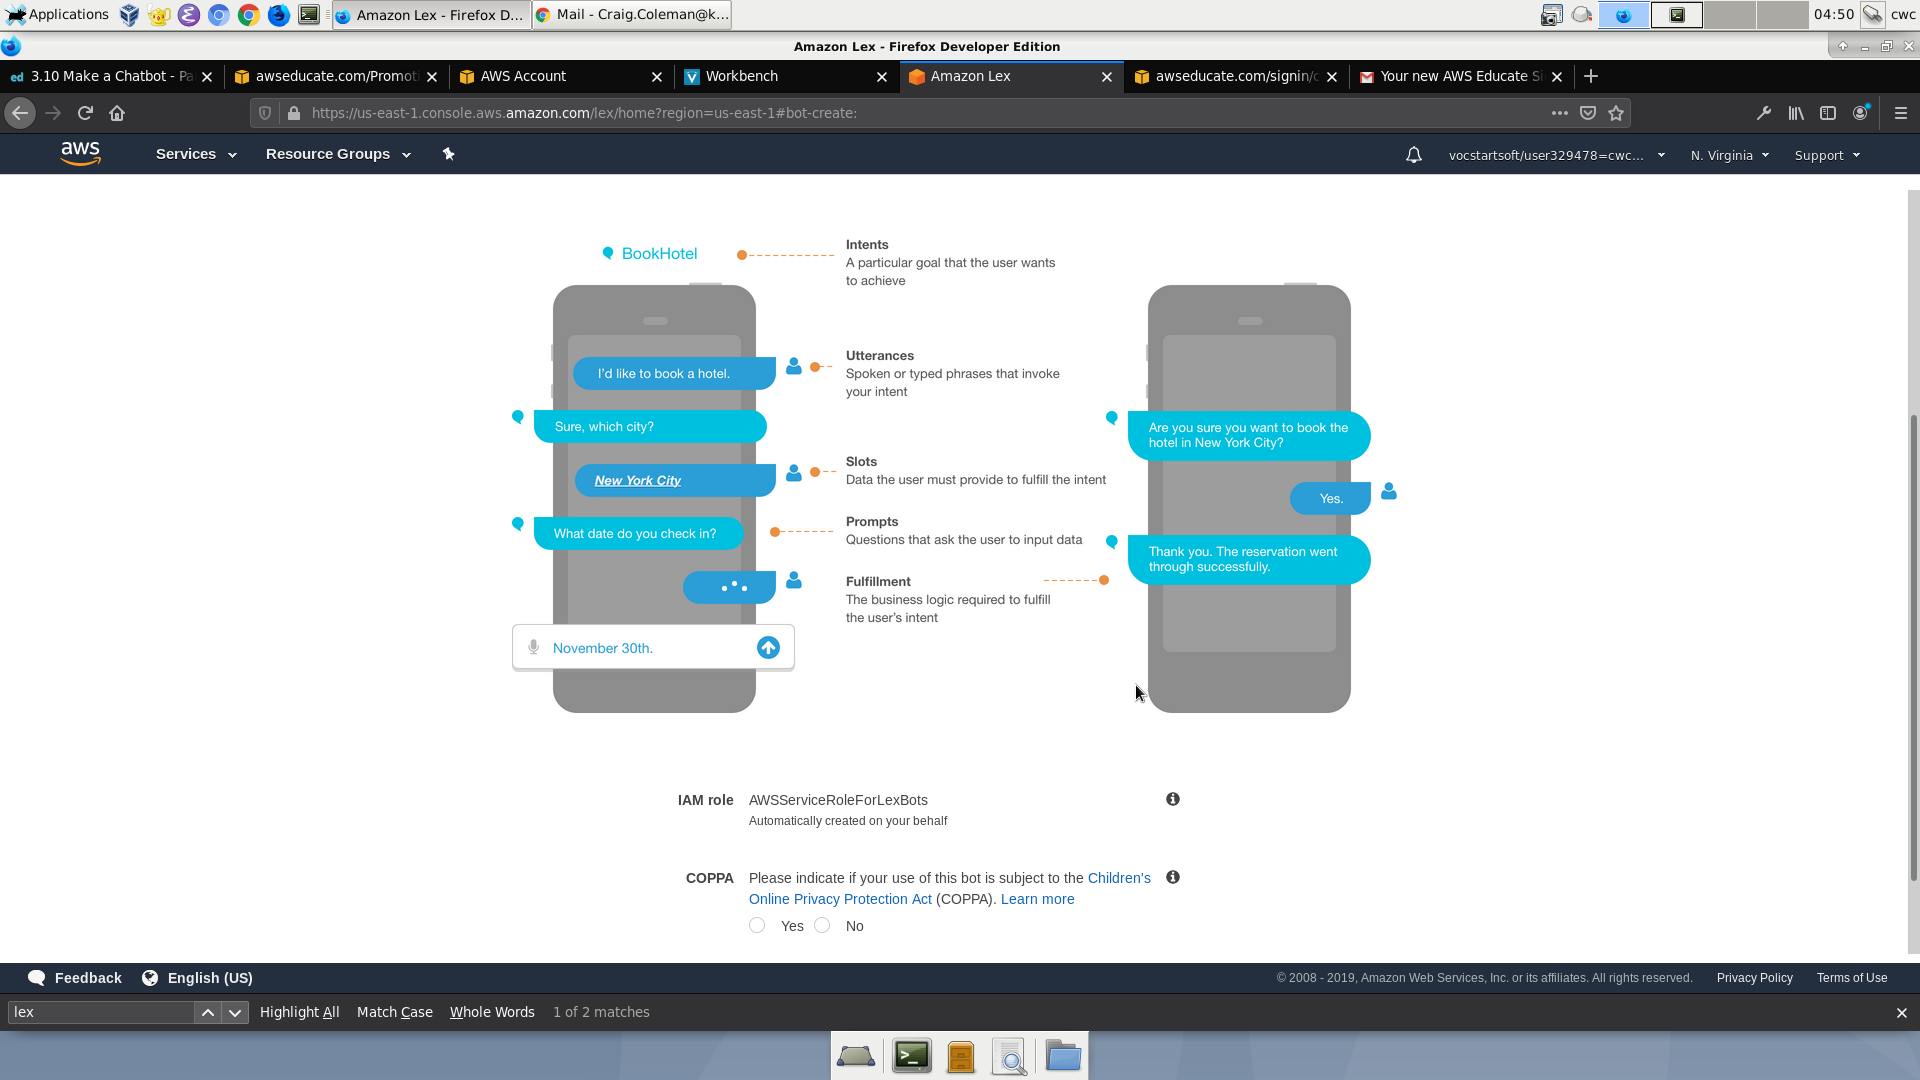 Applications
Amazon Lex - Firefox D...
Mail - Craig.Coleman@k...
04:50
cwc
Amazon Lex - Firefox Developer Edition
ed 3.10 Make a Chatbot - Pa
awseducate.com/Promoti
AWS Account
Workbench
Amazon Lex
awseducate.com/signin/c
Your new AWS Educate Si
https://us-east-1.console.aws.amazon.com/lex/home?region=us-east-1#bot-create:
aws
Services
Resource Groups
vocstartsoft/user329478=cwc...
N. Virginia
Support
BookHotel
Intents
A particular goal that the user wants
to achieve
I'd like to book a hotel.
Utterances
Spoken or typed phrases that invoke
your intent
Sure, which city?
Are you sure you want to book the
hotel in New York City?
New York City
Slots
Data the user must provide to fulfill the intent
Yes.
What date do you check in?
Prompts
Questions that ask the user to input data
Thank you. The reservation went
through successfully.
Fulfillment
The business logic required to fulfill
the user's intent
November 30th.
IAM role
AWSServiceRoleForLexBots
Automatically created on your behalf
COPPA
Please indicate if your use of this bot is subject to the Children's
Online Privacy Protection Act (COPPA). Learn more
Yes
No
Feedback
English (US)
© 2008 - 2019, Amazon Web Services, Inc. or its affiliates. All rights reserved.
Privacy Policy
Terms of Use
lex
Highlight All
Match Case
Whole Words
1 of 2 matches